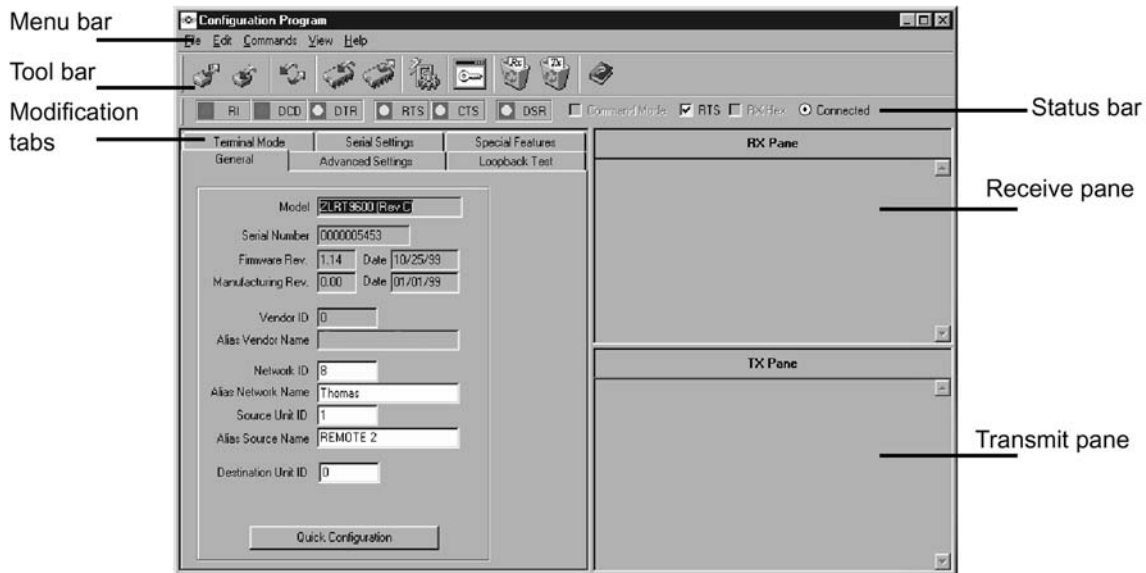 Configuration Program
Menu bar
File Edit Commands View Help
Tool bar
Modification tabs
RI DCD DTR RTS CTS DSR Command Mode RTS RX Hex Connected
Status bar
Terminal Mode Serial Settings Special Features
General Advanced Settings Loopback Test
Model ZLRT9600 (Rev C)
Serial Number 0000005453
Firmware Rev. 1.14 Date 10/25/99
Manufacturing Rev. 0.00 Date 01/01/99
Vendor ID 0
Alias Vendor Name
Network ID 8
Alias Network Name Thomas
Source Unit ID 1
Alias Source Name REMOTE 2
Destination Unit ID 0
Quick Configuration
RX Pane
Receive pane
TX Pane
Transmit pane